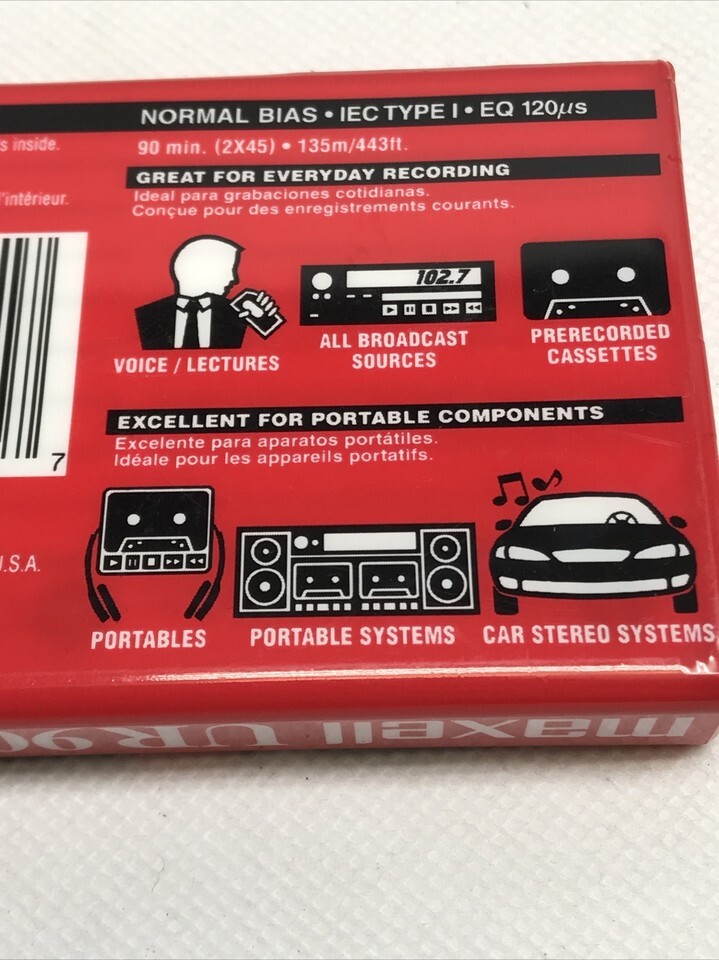 NORMAL BIAS • IEC TYPE I • EQ 120µs
s inside.
90 min. (2X45) • 135m/443ft.
GREAT FOR EVERYDAY RECORDING
l'intérieur.
Ideal para grabaciones cotidianas.
Conçue pour des enregistrements courants.
102.7
VOICE / LECTURES
ALL BROADCAST
SOURCES
PRERECORDED
CASSETTES
EXCELLENT FOR PORTABLE COMPONENTS
Excelente para aparatos portátiles.
Idéale pour les appareils portatifs.
7
U.S.A.
PORTABLES
PORTABLE SYSTEMS
CAR STEREO SYSTEMS
maxell UR90